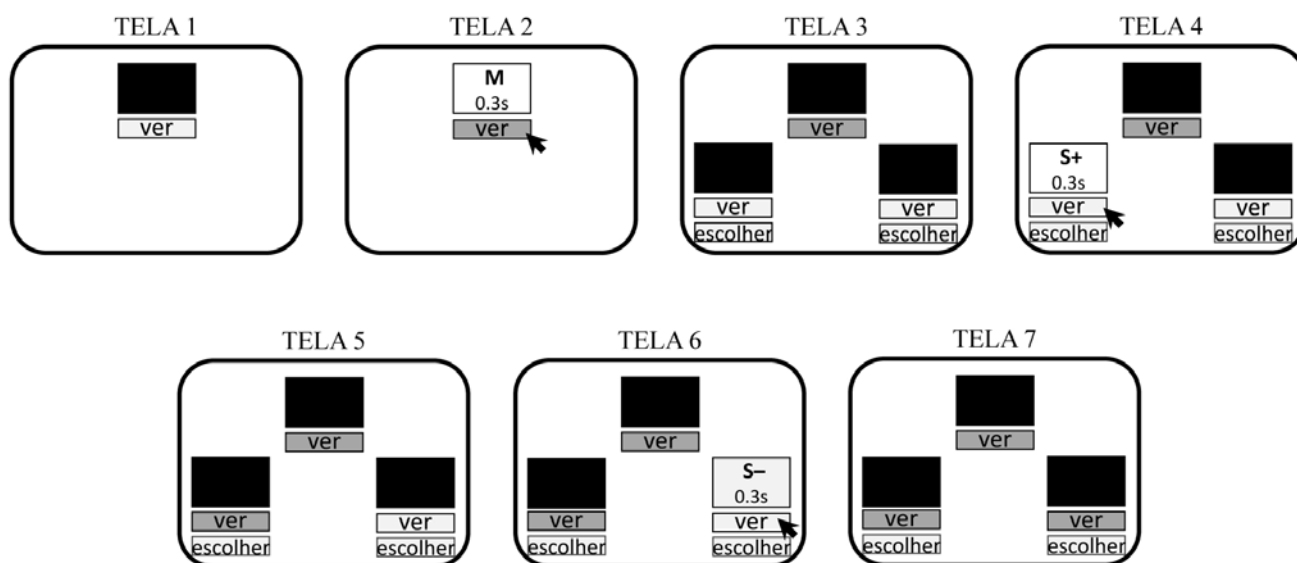 TELA 1
ver
TELA 2
M
0.3s
ver
TELA 3
ver
ver ver
escolher escolher
TELA 4
ver
S+
0.3s
ver ver
escolher escolher
TELA 5
ver
ver ver
escolher escolher
TELA 6
ver
S–
0.3s
ver ver
escolher escolher
TELA 7
ver
ver ver
escolher escolher